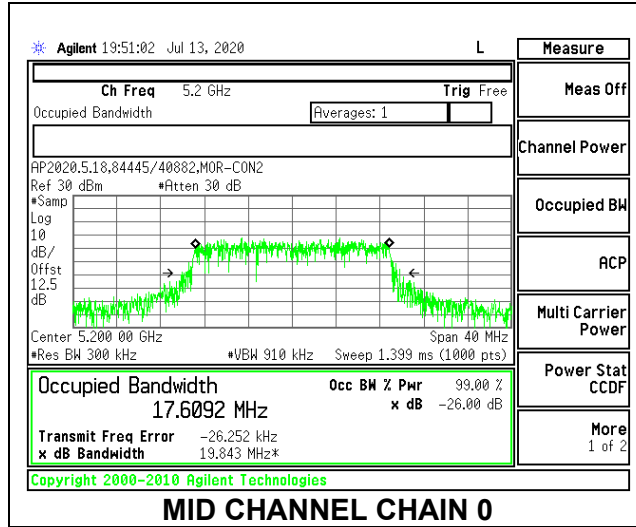 Agilent 19:51:02 Jul 13, 2020 L Measure
Ch Freq 5.2 GHz Trig Free
Meas Off
Occupied Bandwidth Averages: 1
Channel Power
AP2020.5.18,84445/40882,MOR-CON2
Ref 30 dBm #Atten 30 dB
#Samp
Log
10
dB/
Offst
12.5
dB
Occupied BW
ACP
Multi Carrier
Power
Center 5.200 00 GHz Span 40 MHz
#Res BW 300 kHz #VBW 910 kHz Sweep 1.399 ms (1000 pts)
Power Stat
CCDF
Occupied Bandwidth Occ BW % Pwr 99.00 %
17.6092 MHz x dB -26.00 dB
Transmit Freq Error -26.252 kHz
x dB Bandwidth 19.843 MHz*
More
1 of 2
Copyright 2000-2010 Agilent Technologies
MID CHANNEL CHAIN 0